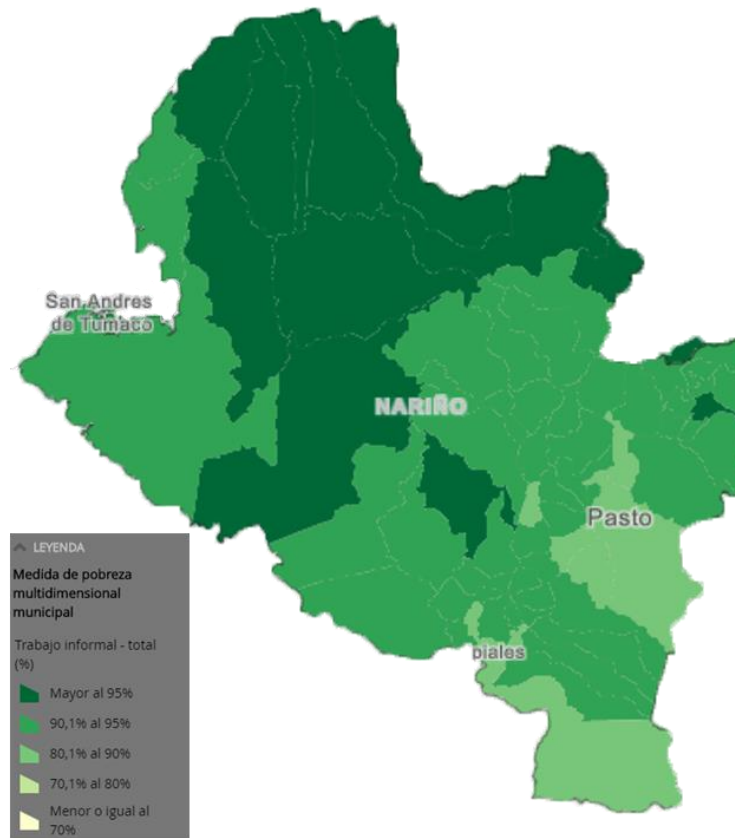 San Andres
de Tumaco
NARIÑO
Pasto
piales
LEYENDA
Medida de pobreza
multidimensional
municipal
Trabajo informal - total
(%)
Mayor al 95%
90,1% al 95%
80,1% al 90%
70,1% al 80%
Menor o igual al
70%